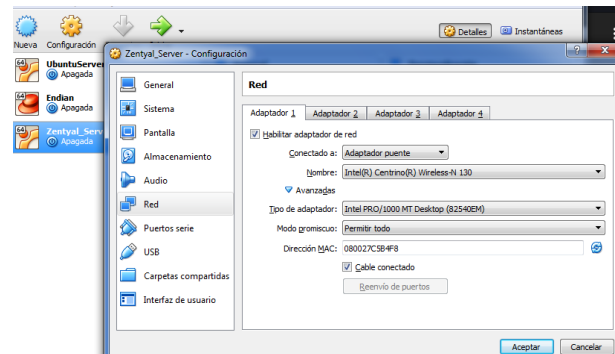 Nueva Configuración
Detalles Instantáneas
UbuntuServer
Apagada
Endian
Apagada
Zentyal_Serv
Apagada
Zentyal_Server - Configuración
General
Sistema
Pantalla
Almacenamiento
Audio
Red
Puertos serie
USB
Carpetas compartidas
Interfaz de usuario
Red
Adaptador 1 Adaptador 2 Adaptador 3 Adaptador 4
Habilitar adaptador de red
Conectado a: Adaptador puente
Nombre: Intel(R) Centrino(R) Wireless-N 130
Avanzadas
Tipo de adaptador: Intel PRO/1000 MT Desktop (82540EM)
Modo promiscuo: Permitir todo
Dirección MAC: 080027C5B4F8
Cable conectado
Reenvío de puertos
Aceptar Cancelar